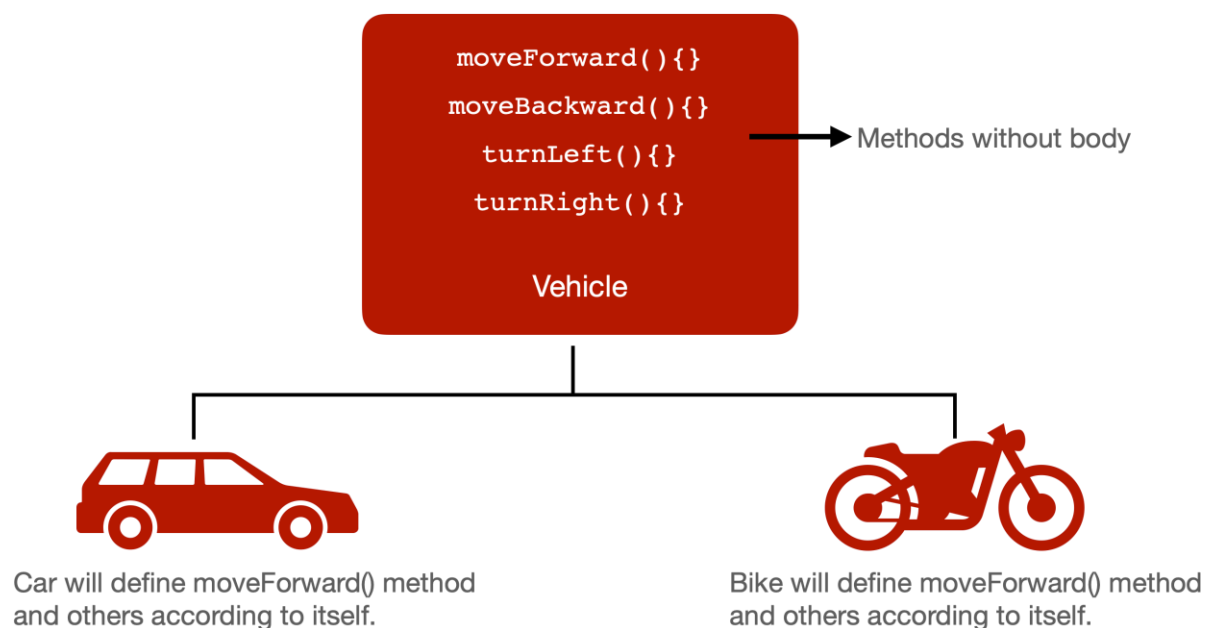 moveForward(){}
moveBackward(){}
turnLeft(){}
turnRight(){}
Methods without body
Vehicle
Car will define moveForward() method
and others according to itself.
Bike will define moveForward() method
and others according to itself.